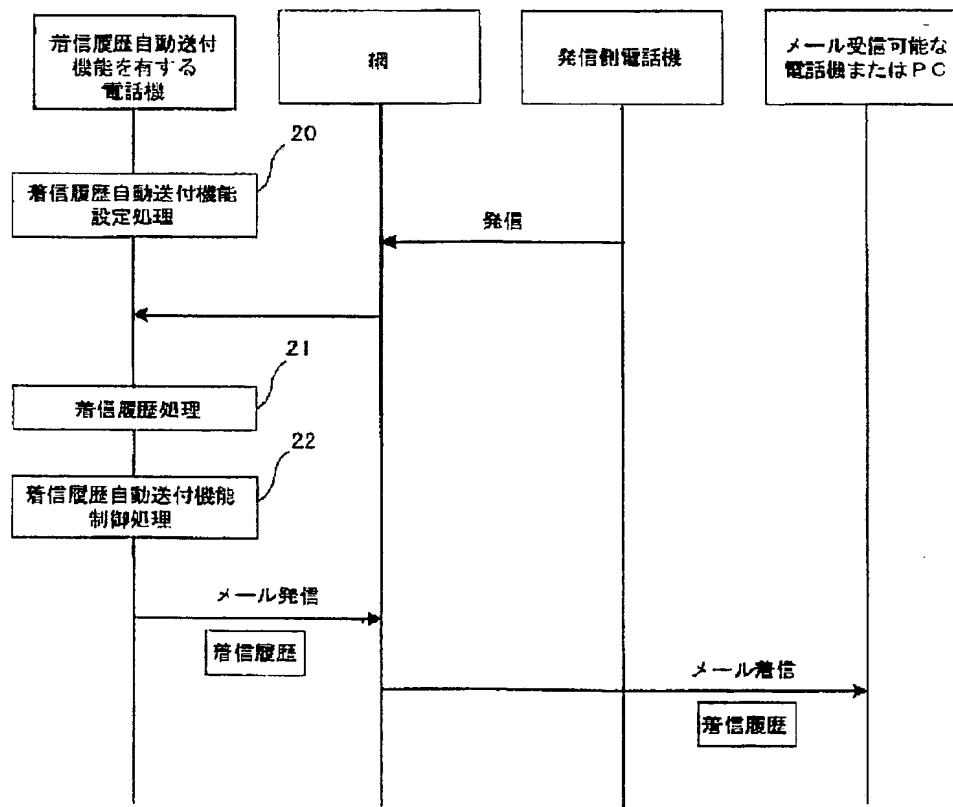 着信履歴自動送付
機能を有する
電話機
網
発信側電話機
メール受信可能な
電話機またはPC
20
着信履歴自動送付機能
設定処理
発信
21
着信履歴処理
22
着信履歴自動送付機能
制御処理
メール発信
着信履歴
メール着信
着信履歴